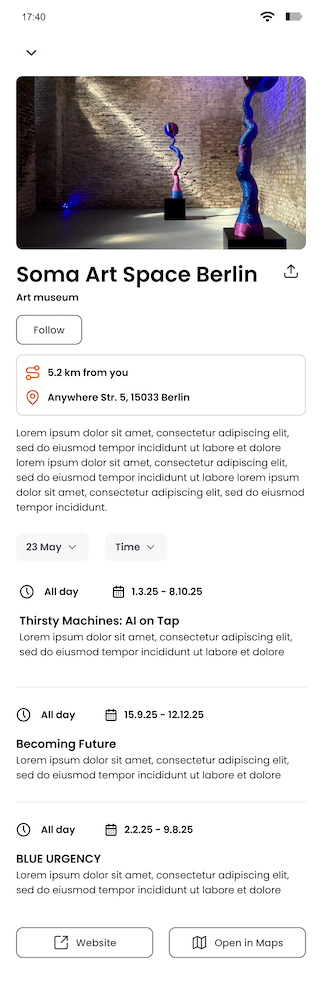 17:40
Soma Art Space Berlin
Art museum
Follow
5.2 km from you
Anywhere Str. 5, 15033 Berlin
Lorem ipsum dolor sit amet, consectetur adipiscing elit,
sed do eiusmod tempor incididunt ut labore et dolore
lorem ipsum dolor sit amet, consectetur adipiscing elit,
sed do eiusmod tempor incididunt ut labore lorem ipsum
dolor sit amet, consectetur adipiscing elit, sed do eiusmod
tempor incididunt.
23 May
Time
All day
1.3.25 - 8.10.25
Thirsty Machines: AI on Tap
Lorem ipsum dolor sit amet, consectetur adipiscing elit,
sed do eiusmod tempor incididunt ut labore et dolore
All day
15.9.25 - 12.12.25
Becoming Future
Lorem ipsum dolor sit amet, consectetur adipiscing elit,
sed do eiusmod tempor incididunt ut labore et dolore
All day
2.2.25 - 9.8.25
BLUE URGENCY
Lorem ipsum dolor sit amet, consectetur adipiscing elit,
sed do eiusmod tempor incididunt ut labore et dolore
Website
Open in Maps